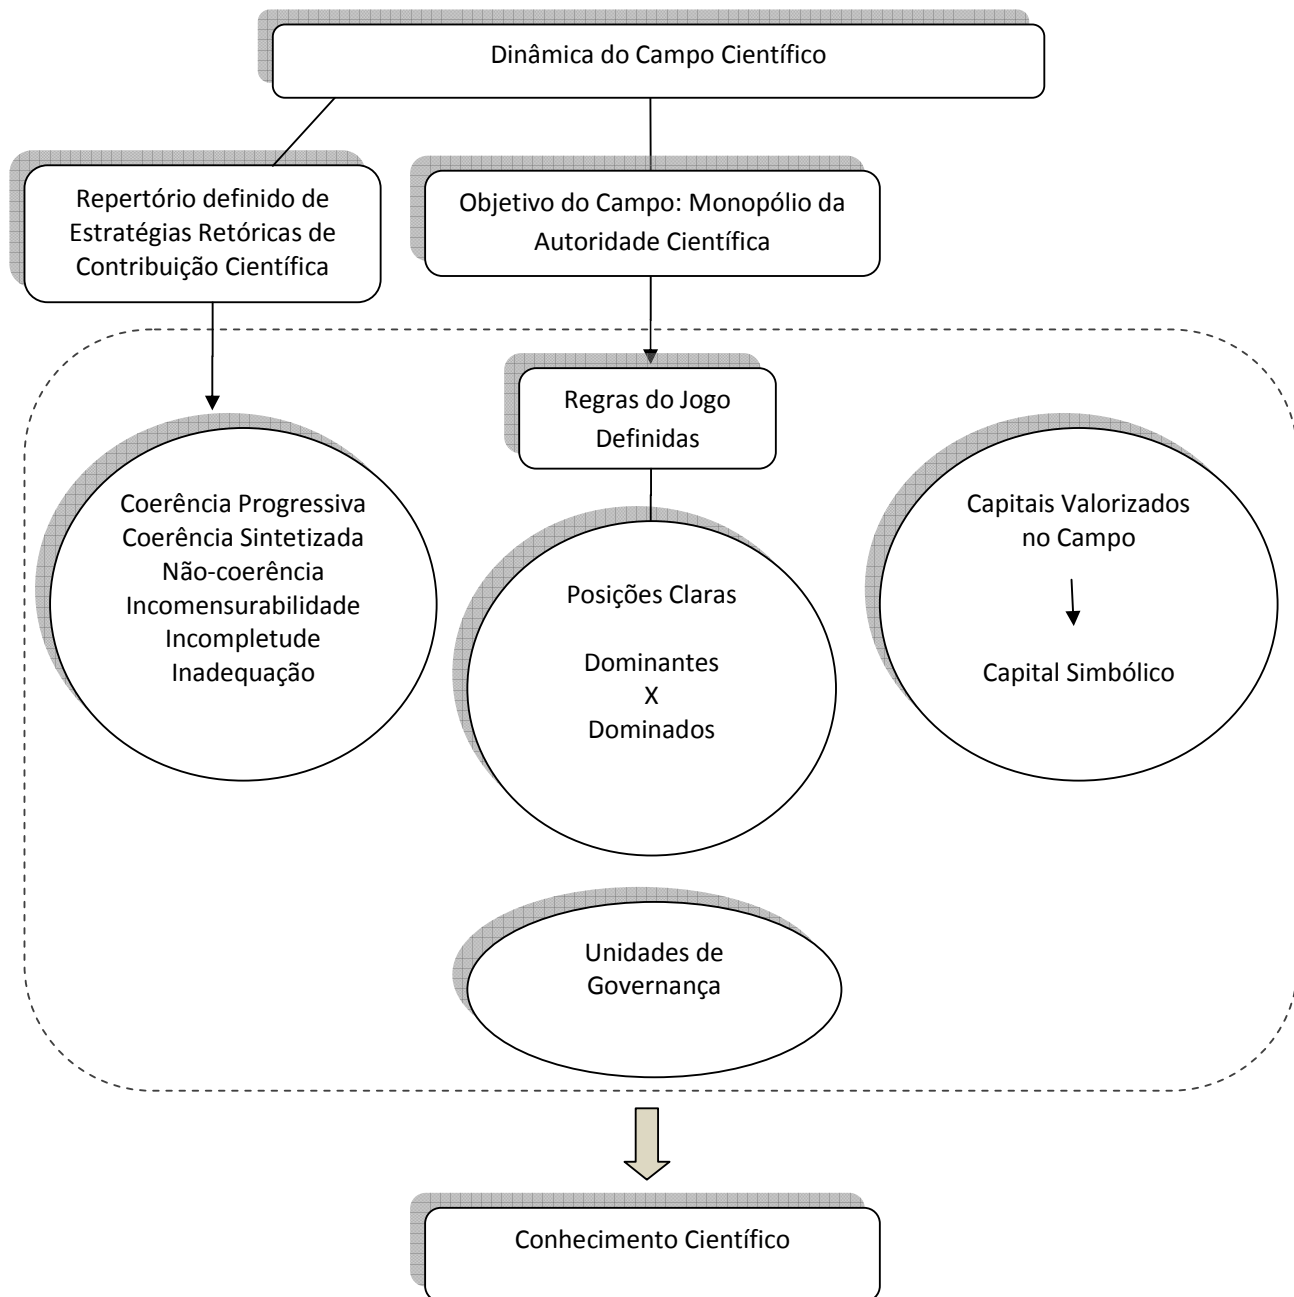 Dinâmica do Campo Científico
Repertório definido de
Estratégias Retóricas de
Contribuição Científica
Objetivo do Campo: Monopólio da
Autoridade Científica
Regras do Jogo
Definidas
Coerência Progressiva
Coerência Sintetizada
Não-coerência
Incomensurabilidade
Incompletude
Inadequação
Posições Claras
Dominantes
X
Dominados
Capitais Valorizados
no Campo
Capital Simbólico
Unidades de
Governança
Conhecimento Científico